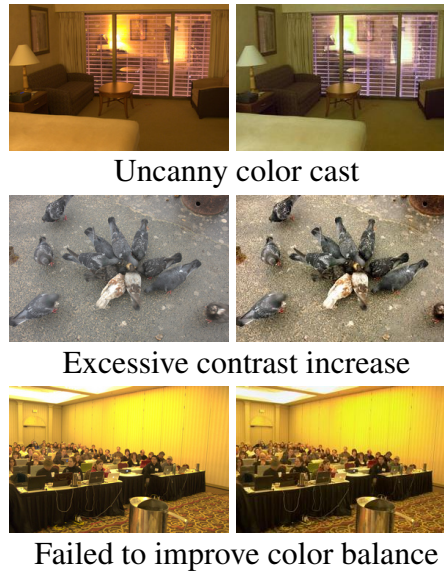 Uncanny color cast
Excessive contrast increase
Failed to improve color balance